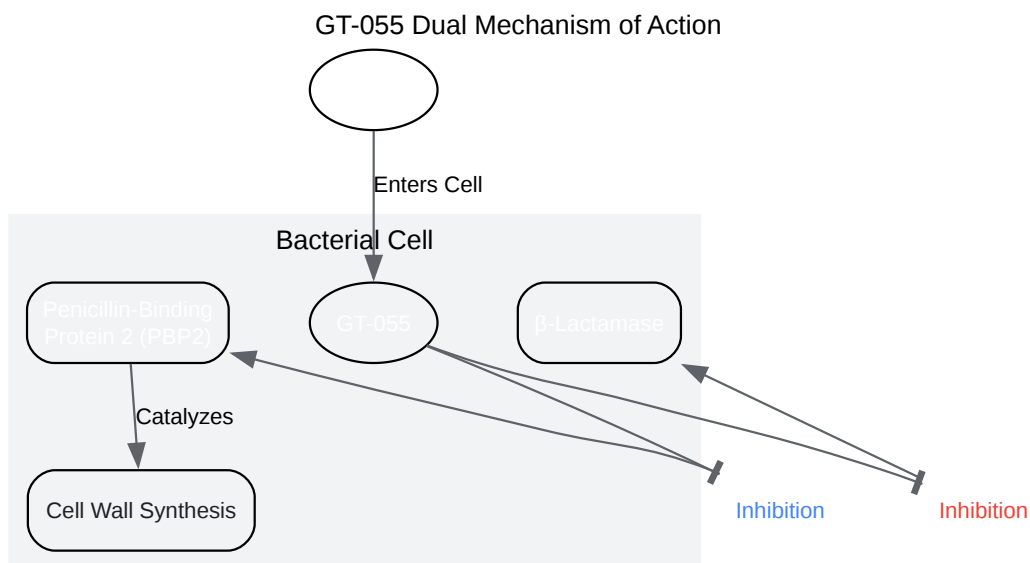 GT-055 Dual Mechanism of Action
Enters Cell
Bacterial Cell
Penicillin-Binding
Protein 2 (PBP2)
GT-055
β-Lactamase
Catalyzes
Cell Wall Synthesis
Inhibition
Inhibition